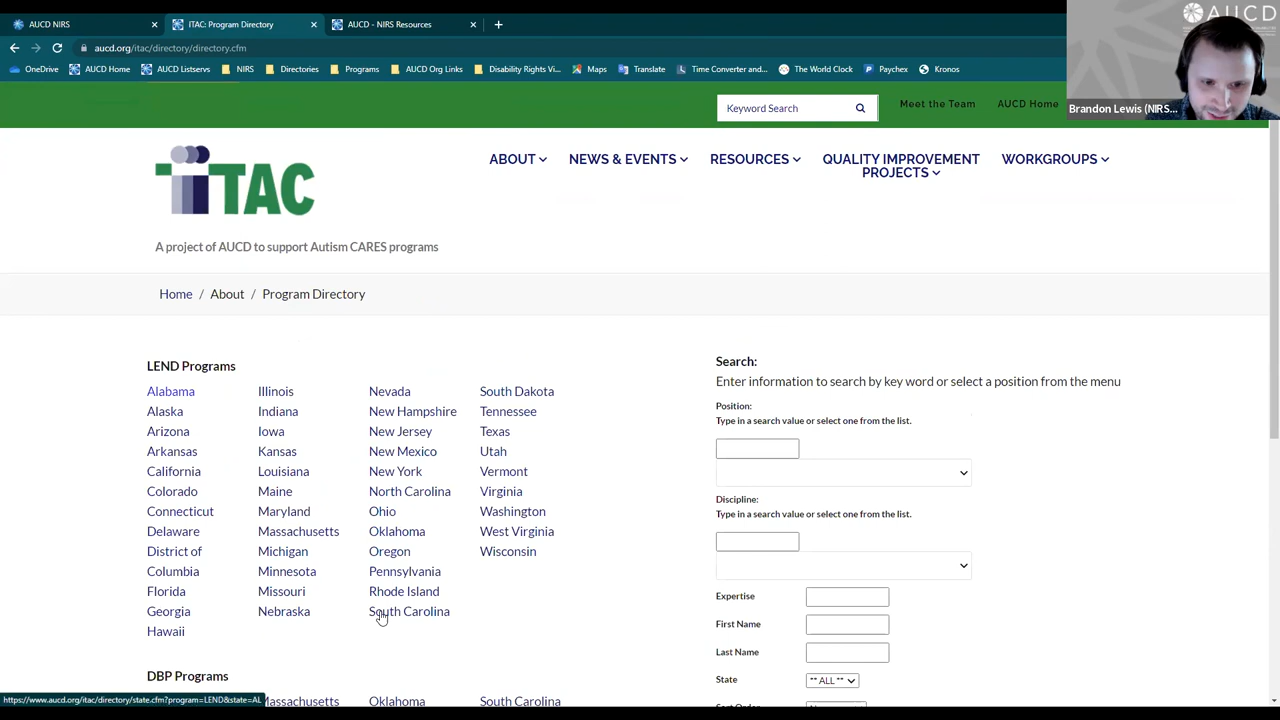 AUCD NIRS
iTAC: Program Directory
AUCD - NIRS Resources
aucd.org/itac/directory/directory.cfm
OneDrive
AUCD Home
AUCD Listservs
NIRS
Directories
Programs
AUCD Org Links
Disability Rights Vi...
Maps
Translate
Time Converter and...
The World Clock
Paychex
Kronos
AUCD
Brandon Lewis (NIRS...
Keyword Search
Meet the Team
AUCD Home
iTAC
A project of AUCD to support Autism CARES programs
ABOUT
NEWS & EVENTS
RESOURCES
QUALITY IMPROVEMENT
PROJECTS
WORKGROUPS
Home / About / Program Directory
LEND Programs
Alabama
Alaska
Arizona
Arkansas
California
Colorado
Connecticut
Delaware
District of
Columbia
Florida
Georgia
Hawaii
Illinois
Indiana
Iowa
Kansas
Louisiana
Maine
Maryland
Massachusetts
Michigan
Minnesota
Missouri
Nebraska
Nevada
New Hampshire
New Jersey
New Mexico
New York
North Carolina
Ohio
Oklahoma
Oregon
Pennsylvania
Rhode Island
South Carolina
South Dakota
Tennessee
Texas
Utah
Vermont
Virginia
Washington
West Virginia
Wisconsin
DBP Programs
Massachusetts
Oklahoma
South Carolina
Search:
Enter information to search by key word or select a position from the menu
Position:
Type in a search value or select one from the list.
Discipline:
Type in a search value or select one from the list.
Expertise
First Name
Last Name
State
** ALL **
https://www.aucd.org/itac/directory/state.cfm?program=LEND&state=AL